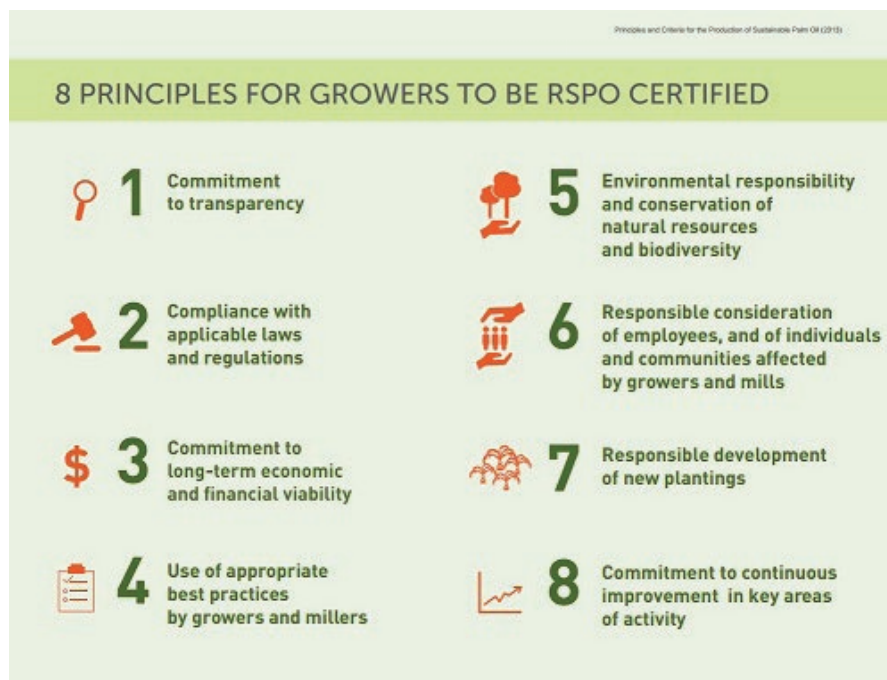 Principles and Criteria for the Production of Sustainable Palm Oil (2013)
8 PRINCIPLES FOR GROWERS TO BE RSPO CERTIFIED
1 Commitment
to transparency
2 Compliance with
applicable laws
and regulations
3 Commitment to
long-term economic
and financial viability
4 Use of appropriate
best practices
by growers and millers
5 Environmental responsibility
and conservation of
natural resources
and biodiversity
6 Responsible consideration
of employees, and of individuals
and communities affected
by growers and mills
7 Responsible development
of new plantings
8 Commitment to continuous
improvement in key areas
of activity